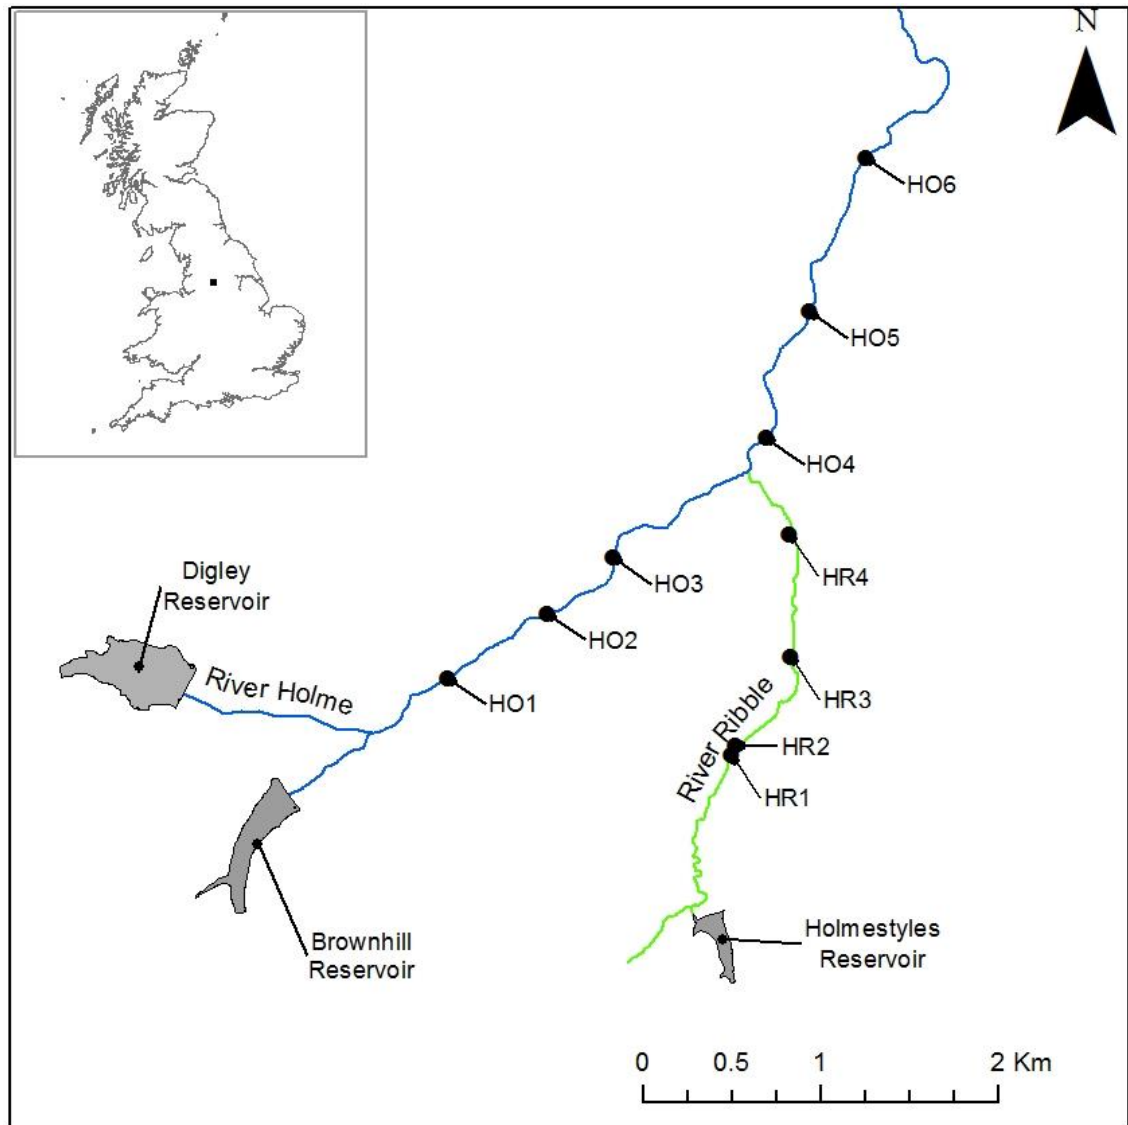 N
HO6
HO5
HO4
HR4
HO3
Digley
Reservoir
HO2
River Holme
HO1
HR3
River Ribble
HR2
HR1
Brownhill
Reservoir
Holmestyles
Reservoir
0 0.5 1 2 Km